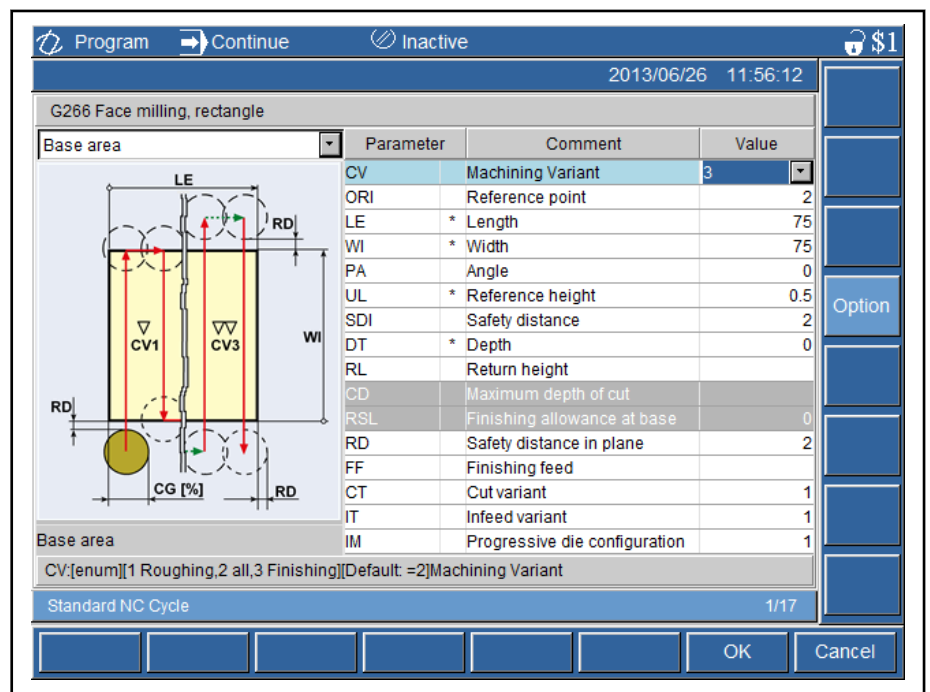 Program Continue Inactive $1
2013/06/26 11:56:12
G266 Face milling, rectangle
Base area Parameter Comment Value
CV Machining Variant 3
ORI Reference point 2
LE * Length 75
WI * Width 75
PA Angle 0
UL * Reference height 0.5
SDI Safety distance 2
DT * Depth 0
RL Return height
CD Maximum depth of cut
RSL Finishing allowance at base 0
RD Safety distance in plane 2
FF Finishing feed
CT Cut variant 1
IT Infeed variant 1
IM Progressive die configuration 1
LE
RD
CV1 CV3 WI
RD
CG [%] RD
Base area
Option
CV:[enum][1 Roughing,2 all,3 Finishing][Default: =2]Machining Variant
Standard NC Cycle 1/17
OK Cancel